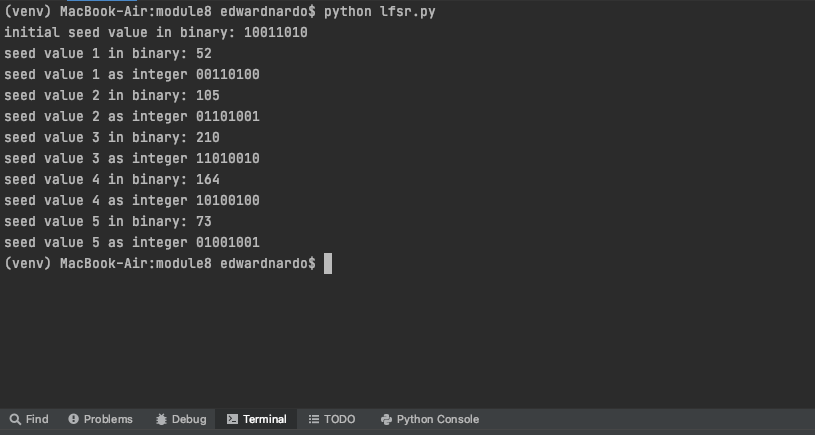 (venv) MacBook-Air:module8 edwardnardo$ python lfsr.py
initial seed value in binary: 10011010
seed value 1 in binary: 52
seed value 1 as integer 00110100
seed value 2 in binary: 105
seed value 2 as integer 01101001
seed value 3 in binary: 210
seed value 3 as integer 11010010
seed value 4 in binary: 164
seed value 4 as integer 10100100
seed value 5 in binary: 73
seed value 5 as integer 01001001
(venv) MacBook-Air:module8 edwardnardo$
Find Problems Debug Terminal TODO Python Console